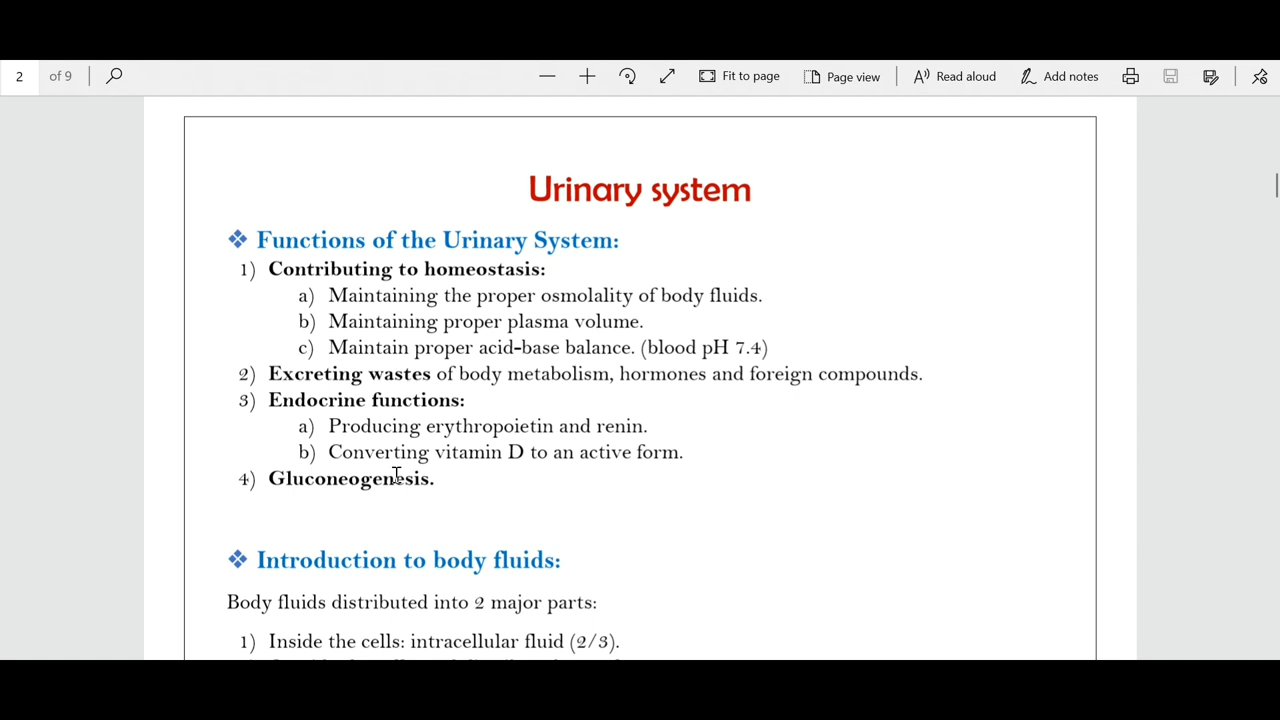 2 of 9 Fit to page Page view Read aloud Add notes
Urinary system
❖ Functions of the Urinary System:
1) Contributing to homeostasis:
a) Maintaining the proper osmolality of body fluids.
b) Maintaining proper plasma volume.
c) Maintain proper acid-base balance. (blood pH 7.4)
2) Excreting wastes of body metabolism, hormones and foreign compounds.
3) Endocrine functions:
a) Producing erythropoietin and renin.
b) Converting vitamin D to an active form.
4) Gluconeogenesis.
❖ Introduction to body fluids:
Body fluids distributed into 2 major parts:
1) Inside the cells: intracellular fluid (2/3).